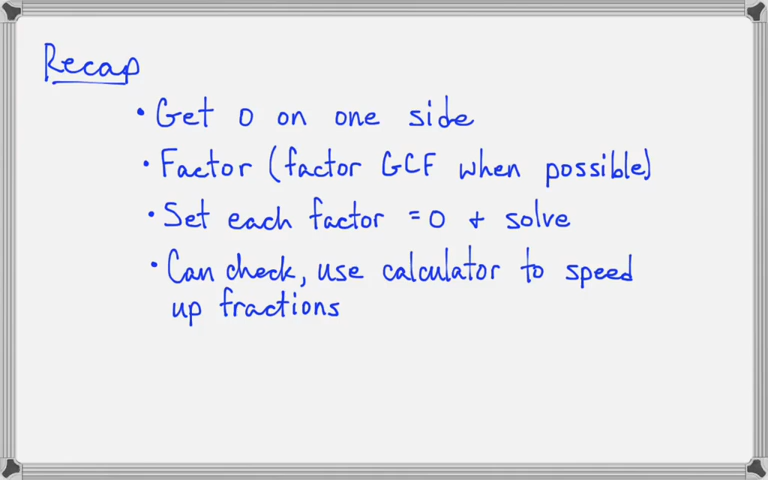 Recap
• Get 0 on one side
• Factor (factor GCF when possible)
• Set each factor = 0 + solve
• Can check, use calculator to speed
up fractions